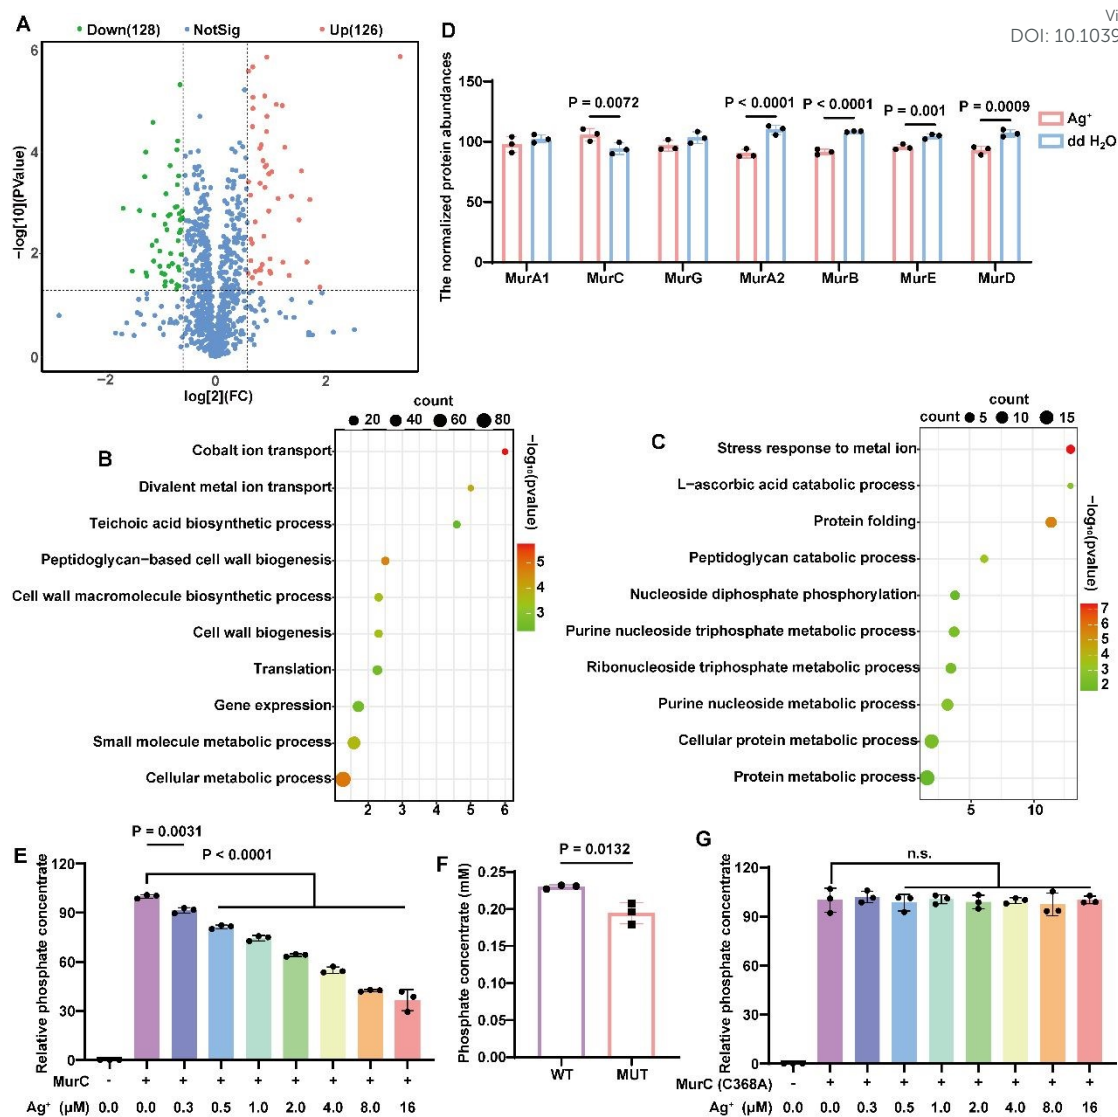 Vi
DOI: 10.1039
A
Down(128) NotSig Up(126)
6
4
2
0
−log[10](PValue)
−2 0 2
log[2](FC)
D
The normalized protein abundances
150
100
50
0
P = 0.0072 P < 0.0001 P < 0.0001 P = 0.001 P = 0.0009
Ag⁺
dd H₂O
MurA1 MurC MurG MurA2 MurB MurE MurD
B
count
20 40 60 80
Cobalt ion transport
Divalent metal ion transport
Teichoic acid biosynthetic process
Peptidoglycan−based cell wall biogenesis
Cell wall macromolecule biosynthetic process
Cell wall biogenesis
Translation
Gene expression
Small molecule metabolic process
Cellular metabolic process
2 3 4 5 6
−log₁₀(pvalue)
5
4
3
C
count
count 5 10 15
Stress response to metal ion
L−ascorbic acid catabolic process
Protein folding
Peptidoglycan catabolic process
Nucleoside diphosphate phosphorylation
Purine nucleoside triphosphate metabolic process
Ribonucleoside triphosphate metabolic process
Purine nucleoside metabolic process
Cellular protein metabolic process
Protein metabolic process
5 10
−log₁₀(pvalue)
7
6
5
4
3
2
E
P = 0.0031
P < 0.0001
Relative phosphate concentrate
120
90
60
30
0
MurC - + + + + + + + +
Ag⁺ (μM) 0.0 0.0 0.3 0.5 1.0 2.0 4.0 8.0 16
F
P = 0.0132
Phosphate concentrate (mM)
0.25
0.20
0.15
0.10
0.05
0.00
WT MUT
G
n.s.
Relative phosphate concentrate
120
90
60
30
0
MurC (C368A) - + + + + + + + +
Ag⁺ (μM) 0.0 0.0 0.3 0.5 1.0 2.0 4.0 8.0 16